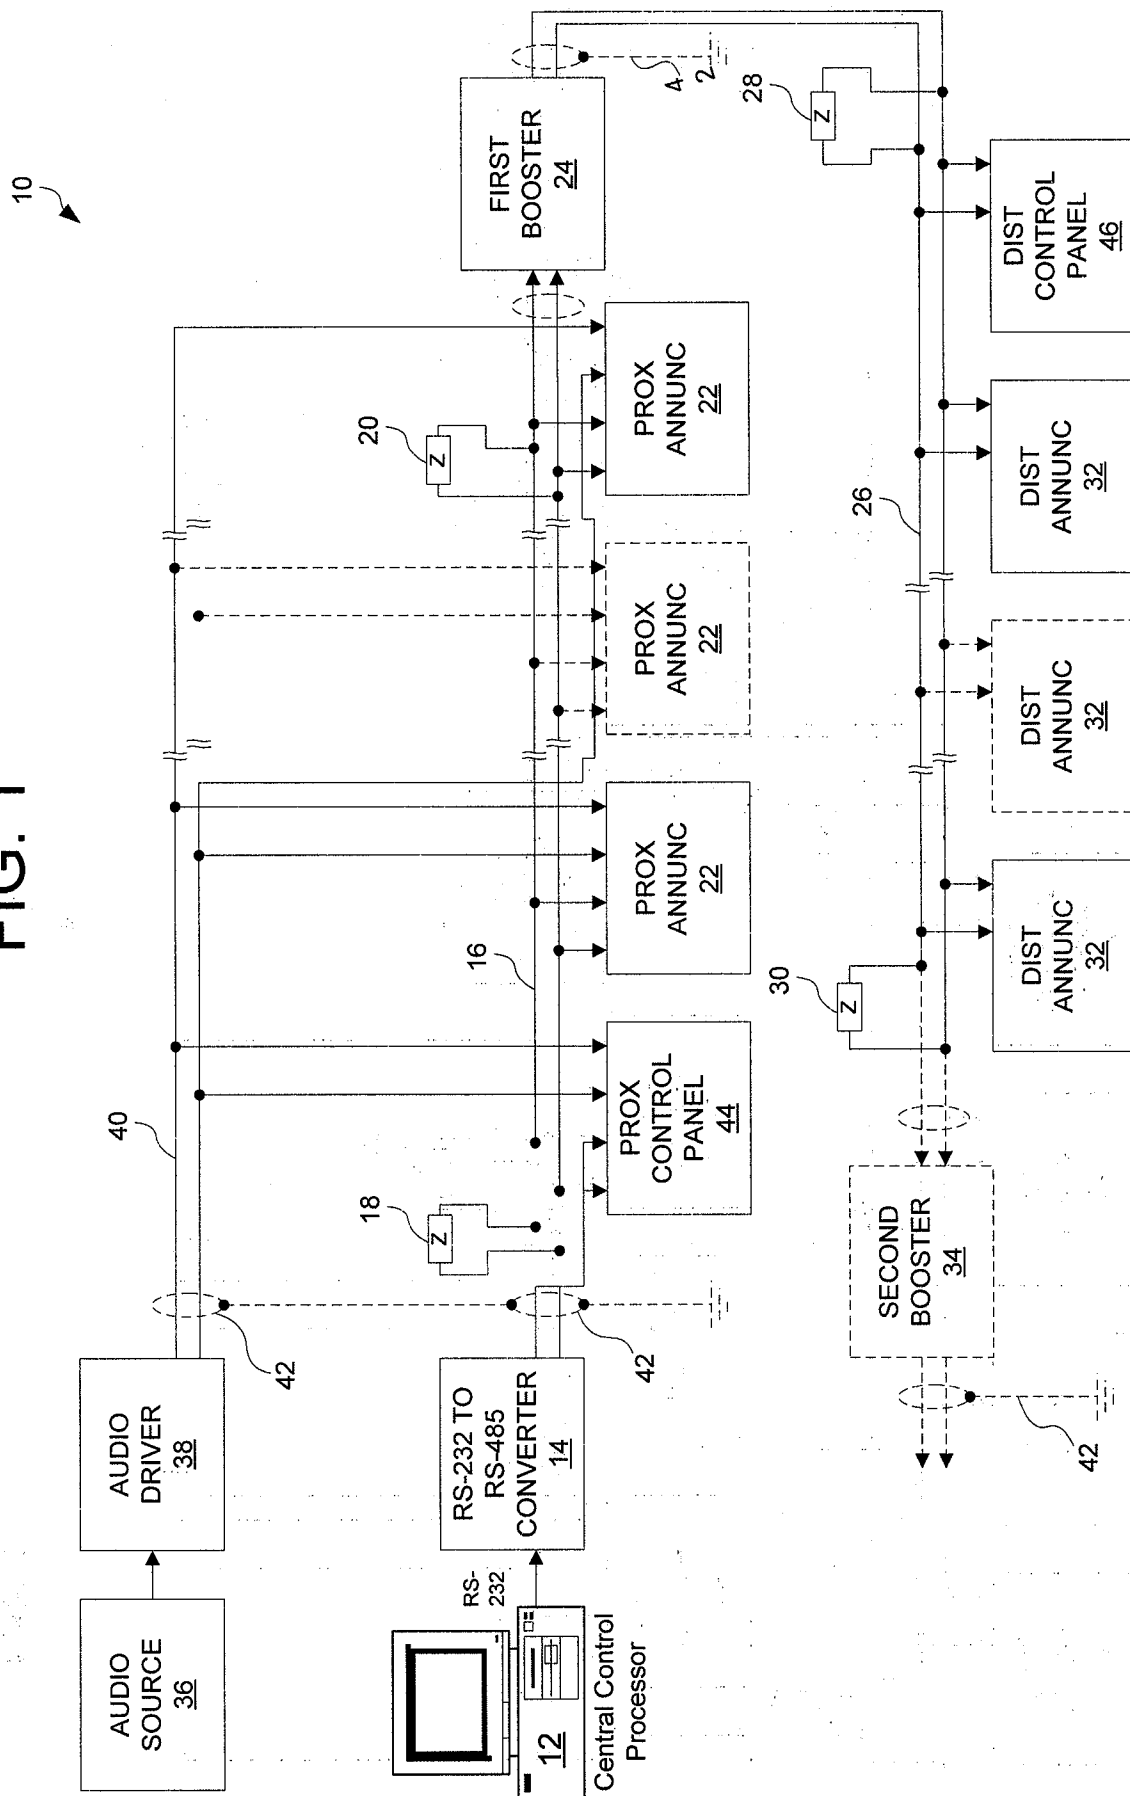 FIG. 1
10
AUDIO
SOURCE
36
AUDIO
DRIVER
38
42
40
12
Central Control
Processor
RS-
232
RS-232 TO
RS-485
CONVERTER
14
42
18
Z
16
20
Z
PROX
CONTROL
PANEL
44
PROX
ANNUNC
22
PROX
ANNUNC
22
PROX
ANNUNC
22
FIRST
BOOSTER
24
42
42
SECOND
BOOSTER
34
30
Z
26
28
Z
DIST
ANNUNC
32
DIST
ANNUNC
32
DIST
ANNUNC
32
DIST
CONTROL
PANEL
46